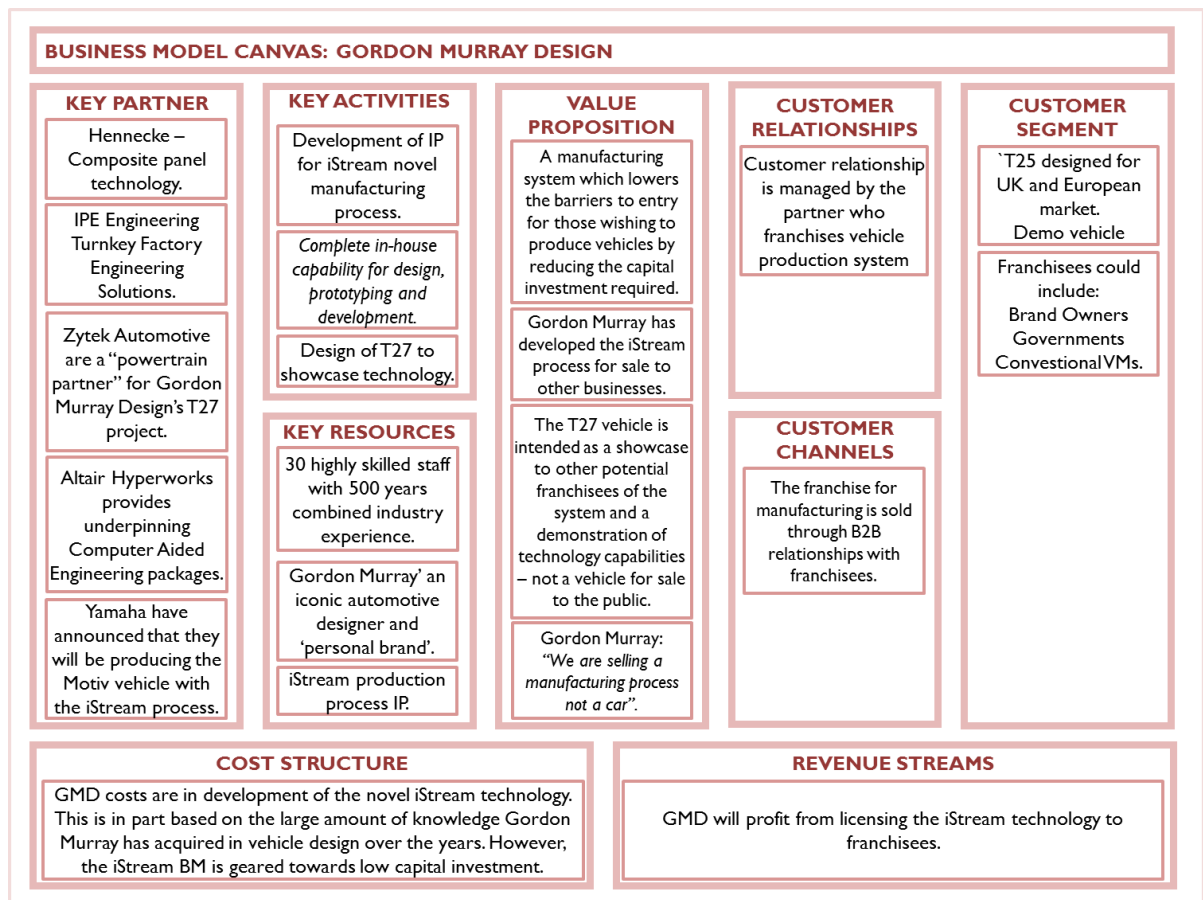 BUSINESS MODEL CANVAS: GORDON MURRAY DESIGN
KEY PARTNER
Hennecke –
Composite panel
technology.
IPE Engineering
Turnkey Factory
Engineering
Solutions.
Zytek Automotive
are a “powertrain
partner” for Gordon
Murray Design’s T27
project.
Altair Hyperworks
provides
underpinning
Computer Aided
Engineering packages.
Yamaha have
announced that they
will be producing the
Motiv vehicle with
the iStream process.
KEY ACTIVITIES
Development of IP
for iStream novel
manufacturing
process.
Complete in-house
capability for design,
prototyping and
development.
Design of T27 to
showcase technology.
KEY RESOURCES
30 highly skilled staff
with 500 years
combined industry
experience.
Gordon Murray’ an
iconic automotive
designer and
‘personal brand’.
iStream production
process IP.
VALUE
PROPOSITION
A manufacturing
system which lowers
the barriers to entry
for those wishing to
produce vehicles by
reducing the capital
investment required.
Gordon Murray has
developed the iStream
process for sale to
other businesses.
The T27 vehicle is
intended as a showcase
to other potential
franchisees of the
system and a
demonstration of
technology capabilities
– not a vehicle for sale
to the public.
Gordon Murray:
“We are selling a
manufacturing process
not a car”.
CUSTOMER
RELATIONSHIPS
Customer relationship
is managed by the
partner who
franchises vehicle
production system
CUSTOMER
CHANNELS
The franchise for
manufacturing is sold
through B2B
relationships with
franchisees.
CUSTOMER
SEGMENT
`T25 designed for
UK and European
market.
Demo vehicle
Franchisees could
include:
Brand Owners
Governments
Convestional VMs.
COST STRUCTURE
GMD costs are in development of the novel iStream technology.
This is in part based on the large amount of knowledge Gordon
Murray has acquired in vehicle design over the years. However,
the iStream BM is geared towards low capital investment.
REVENUE STREAMS
GMD will profit from licensing the iStream technology to
franchisees.